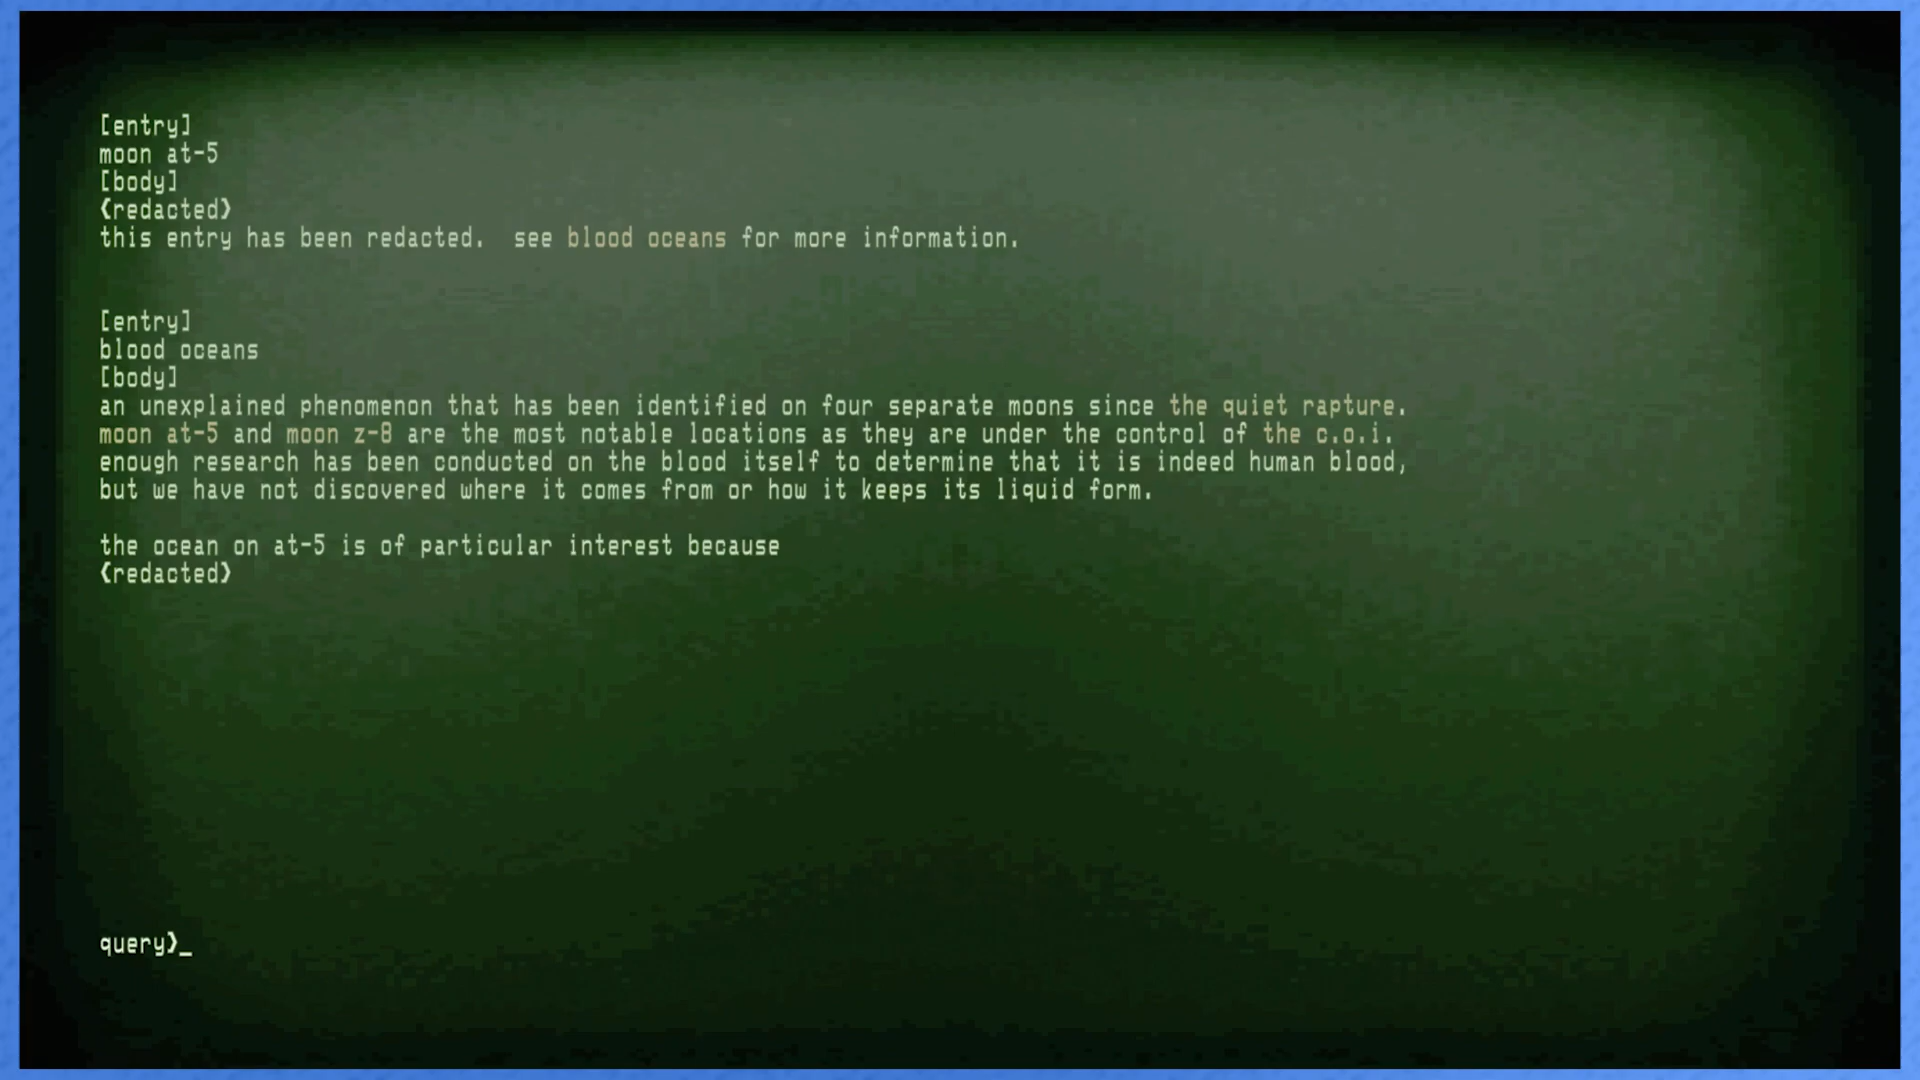 [entry]
moon at-5
[body]
{redacted}
this entry has been redacted.  see blood oceans for more information.
[entry]
blood oceans
[body]
an unexplained phenomenon that has been identified on four separate moons since the quiet rapture.
moon at-5 and moon z-8 are the most notable locations as they are under the control of the c.o.i.
enough research has been conducted on the blood itself to determine that it is indeed human blood,
but we have not discovered where it comes from or how it keeps its liquid form.
the ocean on at-5 is of particular interest because
{redacted}
query}_